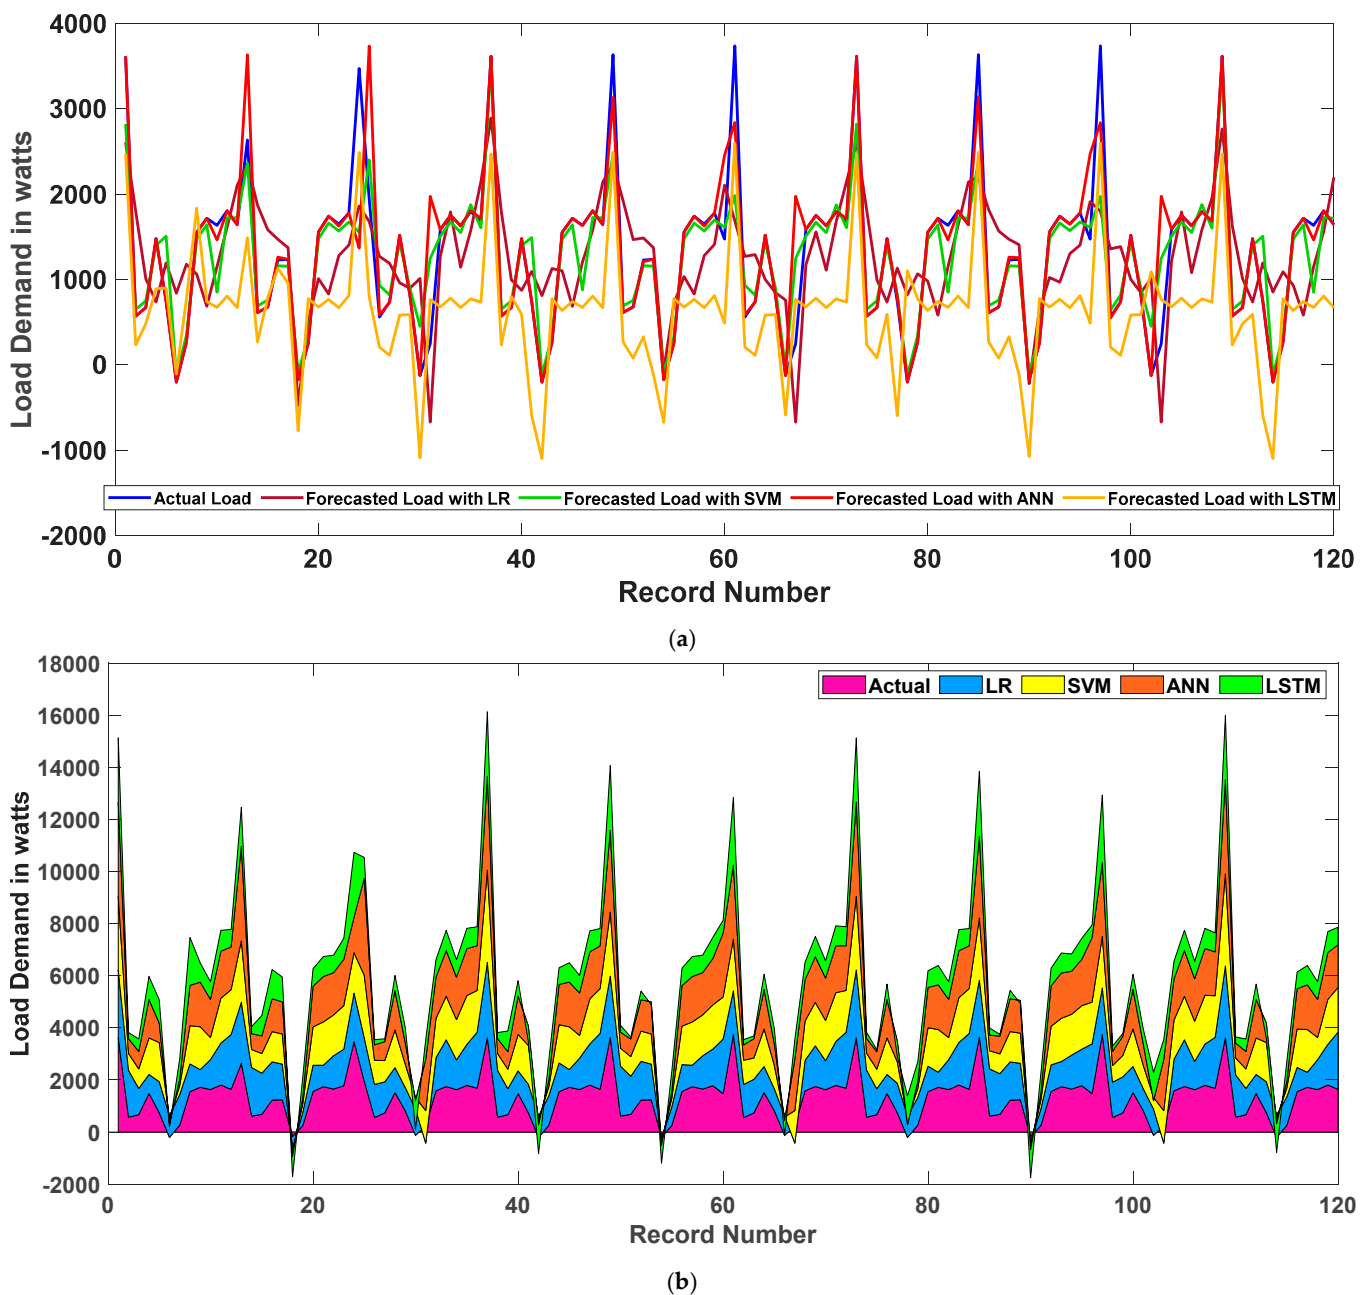 4000
3000
2000
1000
0
-1000
-2000
Load Demand in watts
Actual Load Forecasted Load with LR Forecasted Load with SVM Forecasted Load with ANN Forecasted Load with LSTM
0 20 40 60 80 100 120
Record Number
(a)
18000
16000
14000
12000
10000
8000
6000
4000
2000
0
-2000
Load Demand in watts
Actual LR SVM ANN LSTM
0 20 40 60 80 100 120
Record Number
(b)